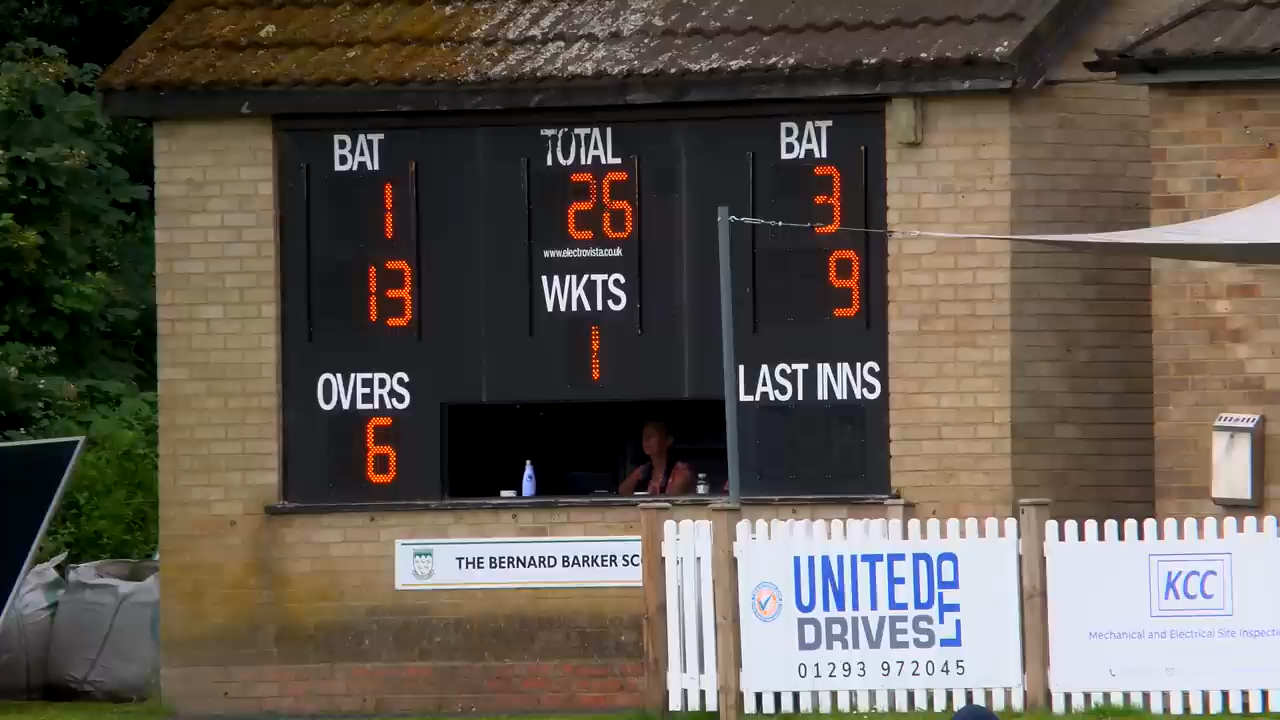 BAT TOTAL BAT
1 26 3
www.electrovista.co.uk
13 WKTS 9
1
OVERS LAST INNS
6
THE BERNARD BARKER SC
UNITED
DRIVES
LTD
01293 972045
KCC
Mechanical and Electrical Site Inspecti